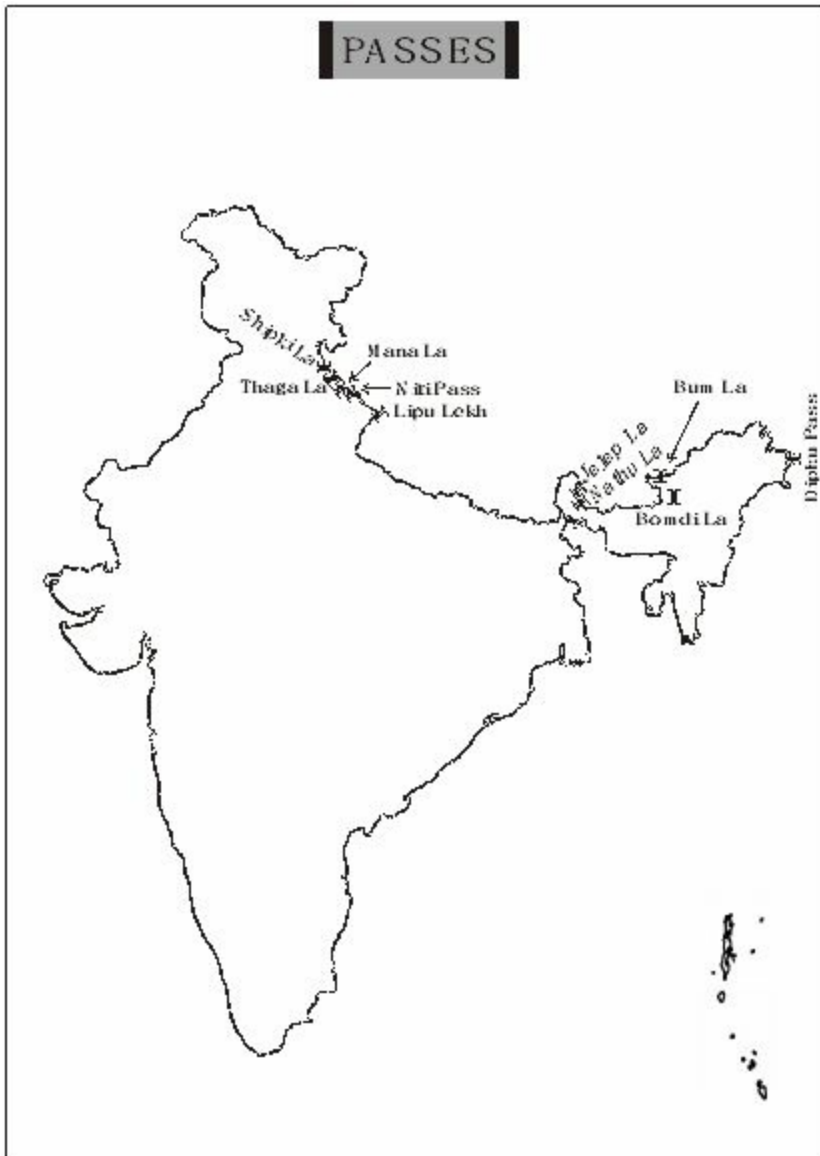 PASSES
Shipki La
Mana La
Thaga La
Niti Pass
Lipu Lekh
Bum La
Jelep La
Nathu La
Dipku Pass
Bomdi La